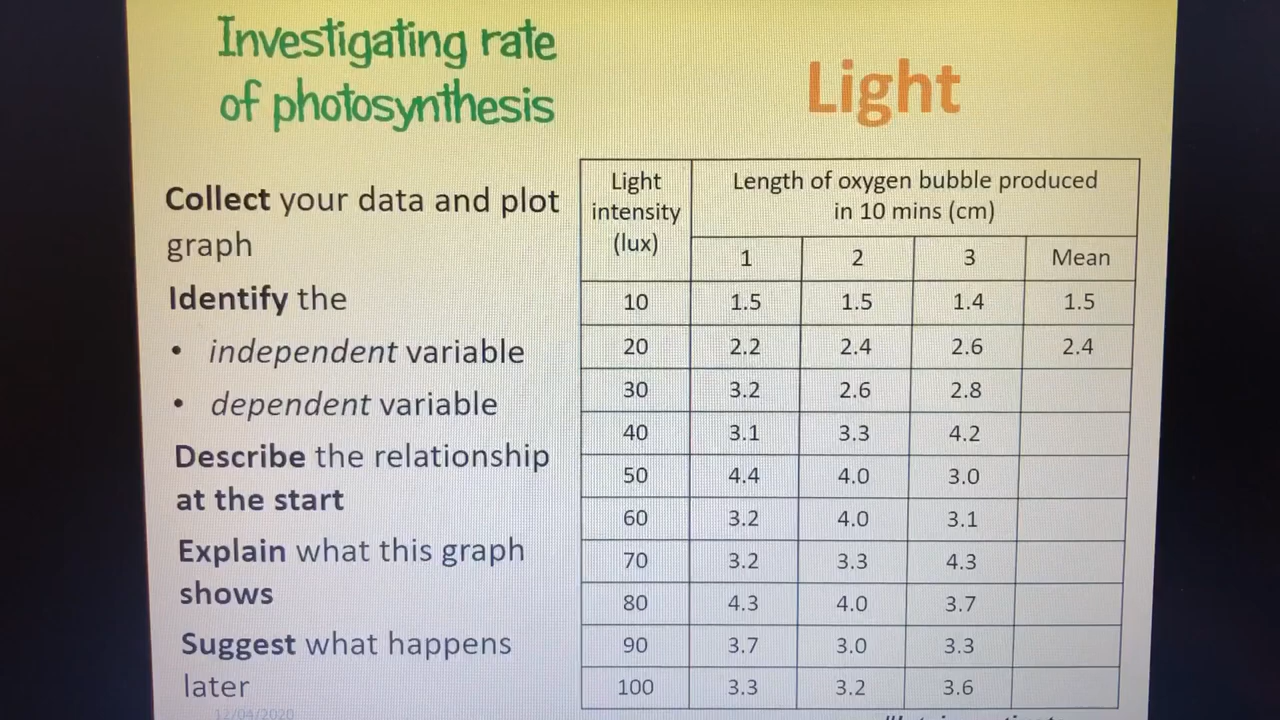 Investigating rate
of photosynthesis
Light
Collect your data and plot
graph
Identify the
• independent variable
• dependent variable
Describe the relationship
at the start
Explain what this graph
shows
Suggest what happens
later
12/04/2020
Light
intensity
(lux)
Length of oxygen bubble produced
in 10 mins (cm)
1 2 3 Mean
10 1.5 1.5 1.4 1.5
20 2.2 2.4 2.6 2.4
30 3.2 2.6 2.8
40 3.1 3.3 4.2
50 4.4 4.0 3.0
60 3.2 4.0 3.1
70 3.2 3.3 4.3
80 4.3 4.0 3.7
90 3.7 3.0 3.3
100 3.3 3.2 3.6